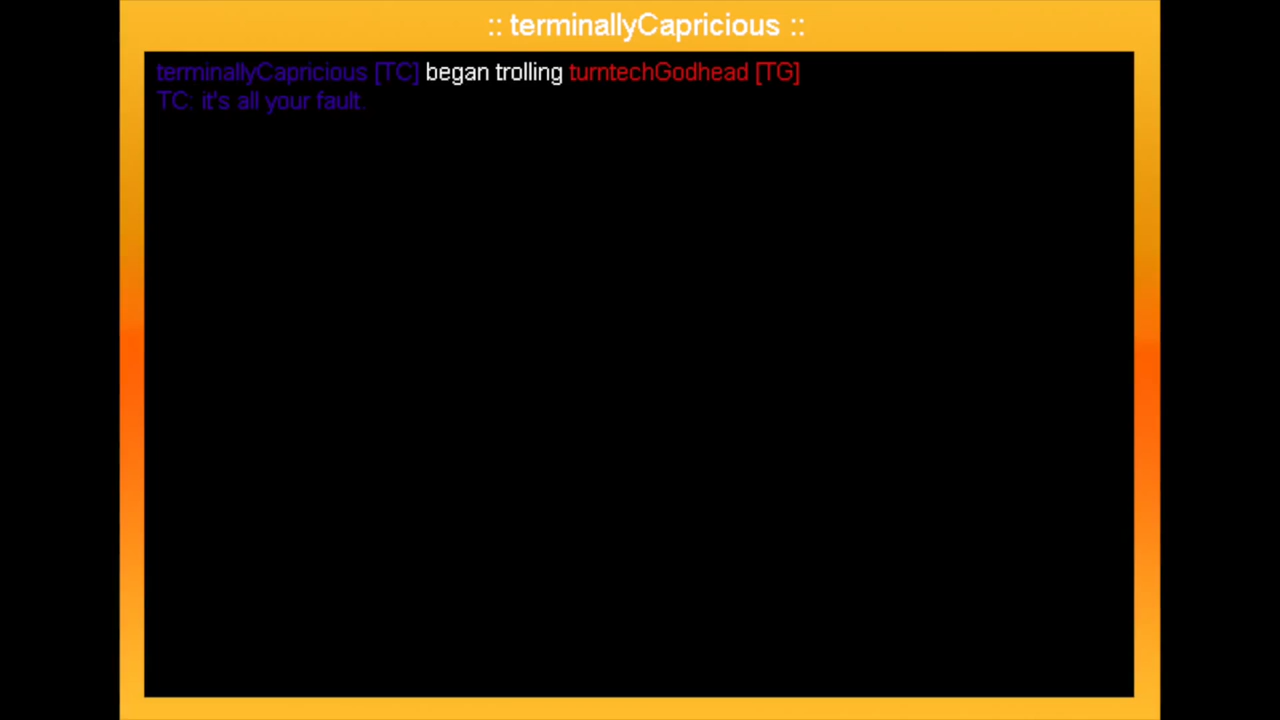 :: terminallyCapricious ::
terminallyCapricious [TC] began trolling turntechGodhead [TG]
TC: it's all your fault.